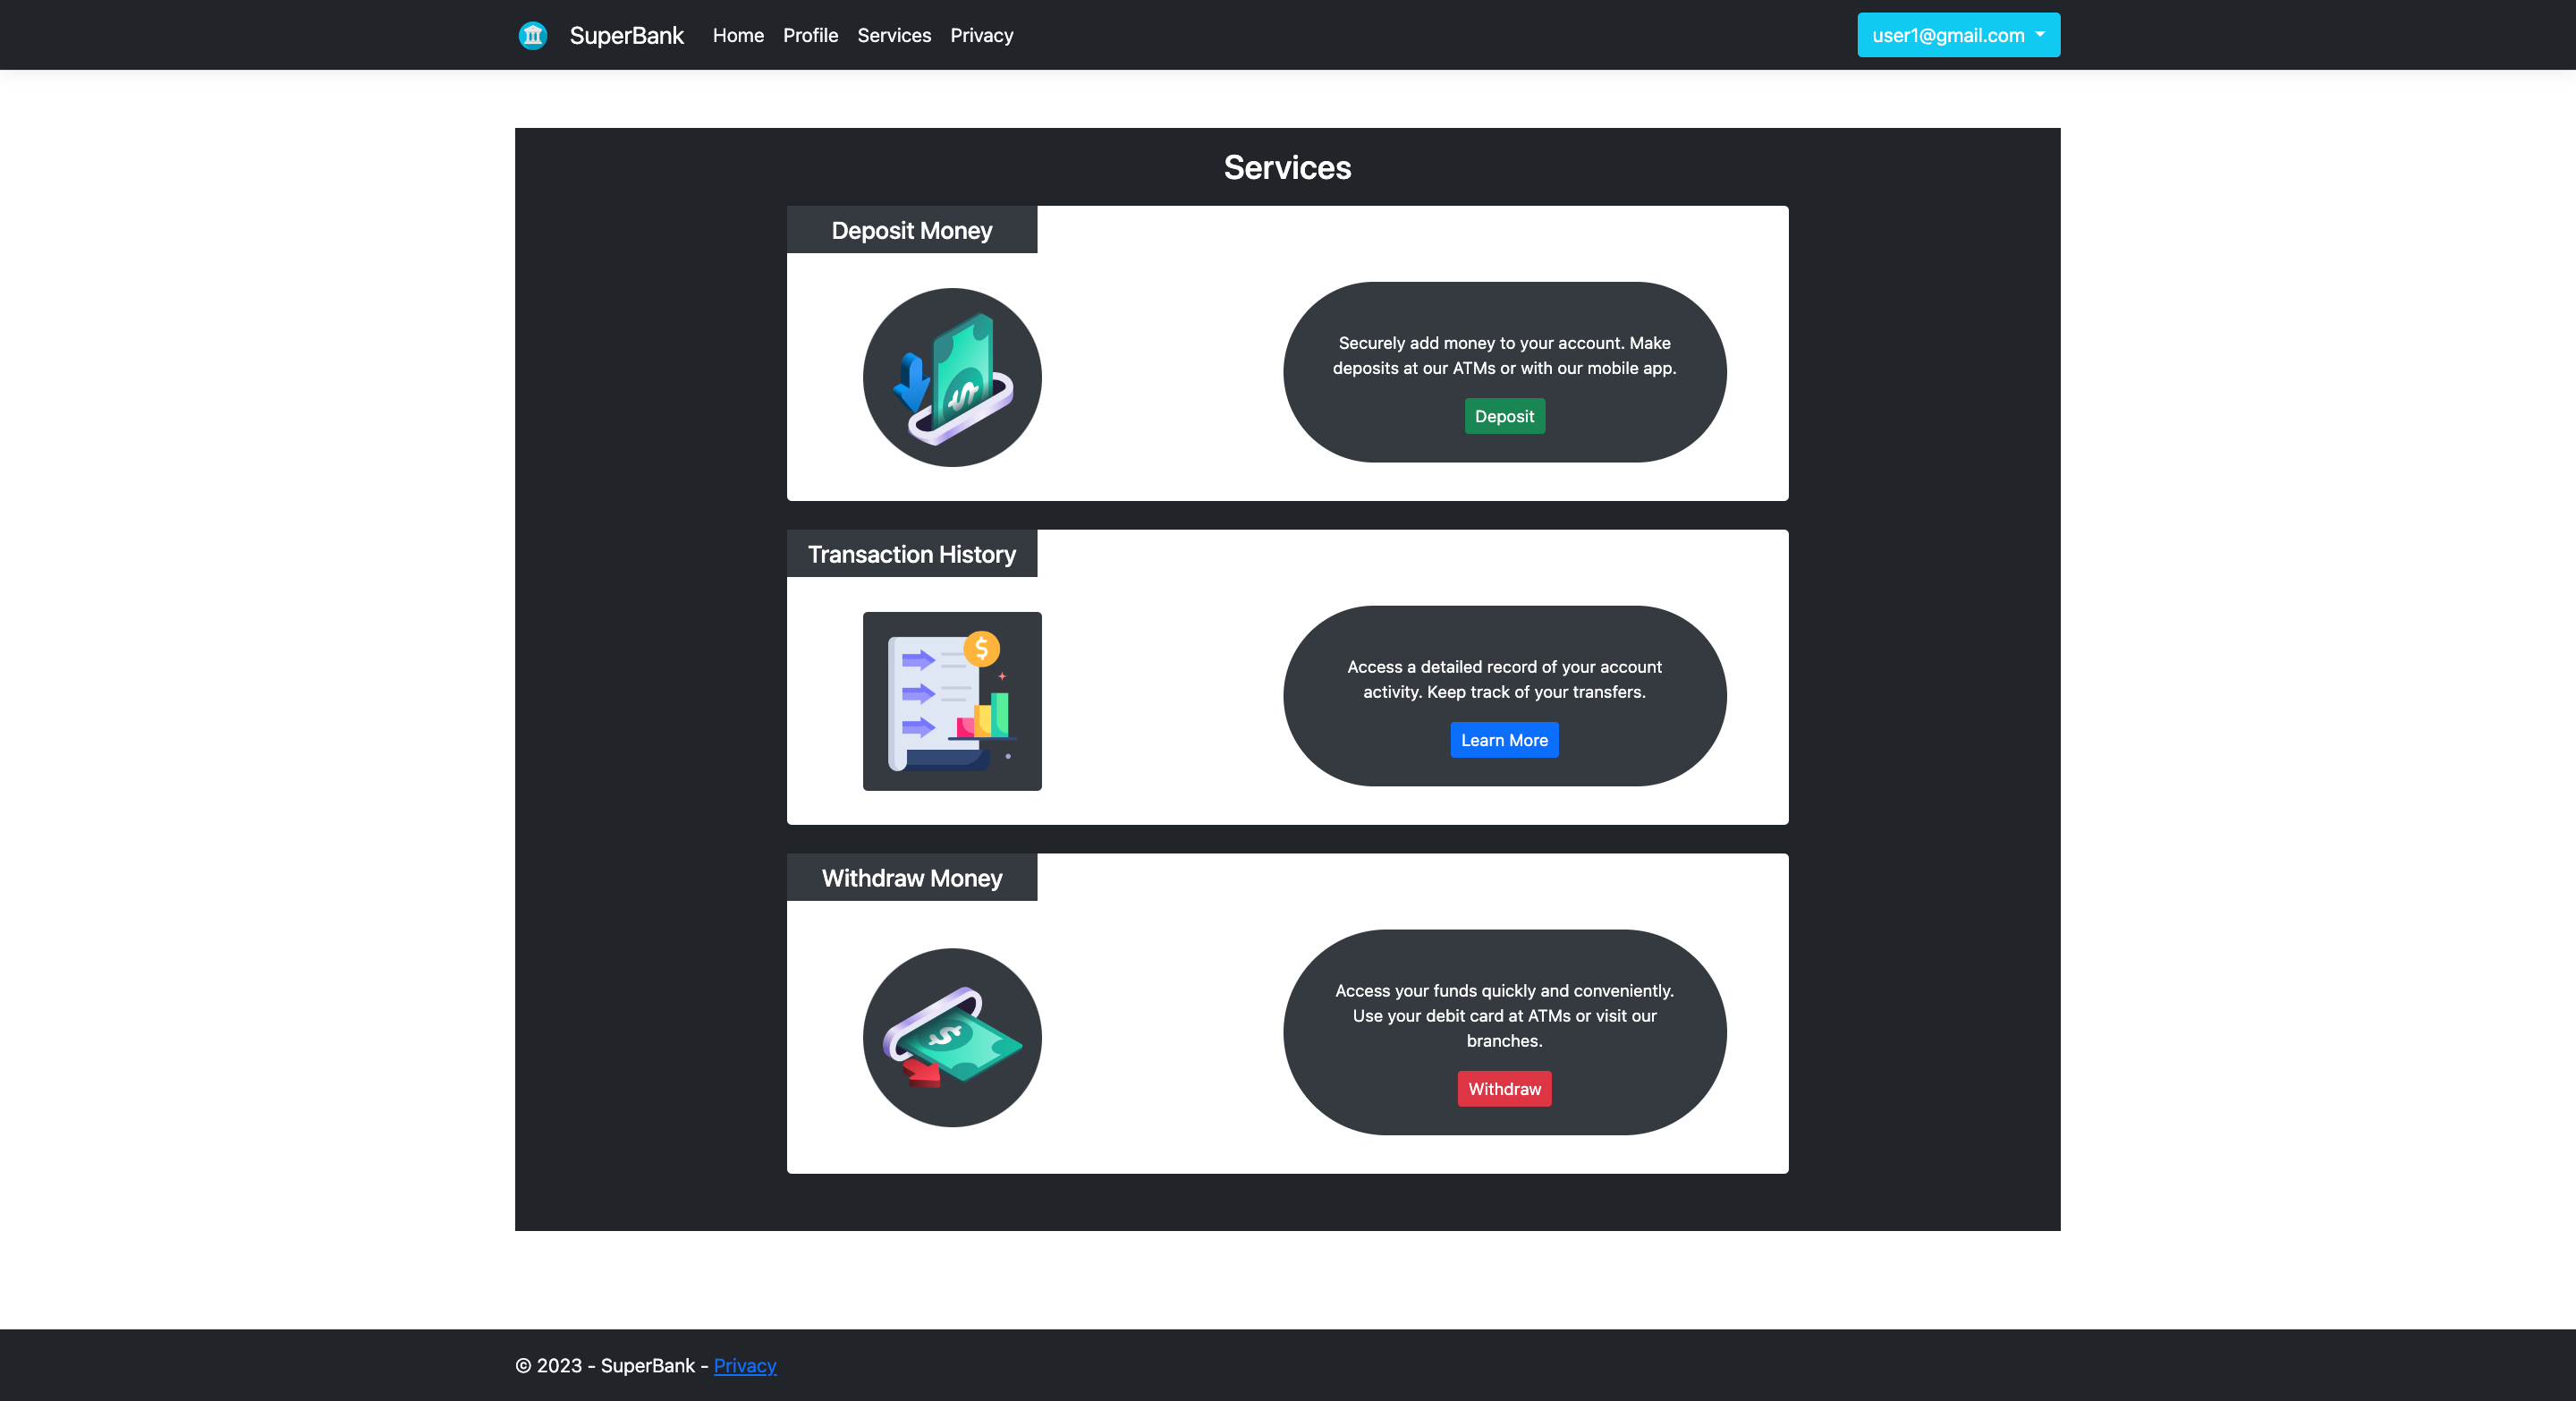 SuperBank Home Profile Services Privacy user1@gmail.com
Services
Deposit Money
Securely add money to your account. Make
deposits at our ATMs or with our mobile app.
Deposit
Transaction History
$
Access a detailed record of your account
activity. Keep track of your transfers.
Learn More
Withdraw Money
$
Access your funds quickly and conveniently.
Use your debit card at ATMs or visit our
branches.
Withdraw
© 2023 - SuperBank - Privacy